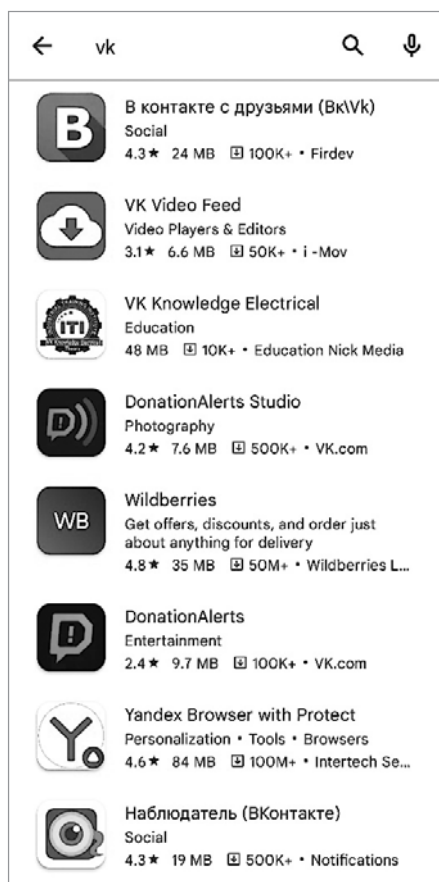 vk
B
В контакте с друзьями (Вк\Vk)
Social
4.3★ 24 MB 100K+ • Firdev
VK Video Feed
Video Players & Editors
3.1★ 6.6 MB 50K+ • i -Mov
ITI
VK Knowledge Electrical
Education
48 MB 10K+ • Education Nick Media
DonationAlerts Studio
Photography
4.2★ 7.6 MB 500K+ • VK.com
WB
Wildberries
Get offers, discounts, and order just
about anything for delivery
4.8★ 35 MB 50M+ • Wildberries L...
DonationAlerts
Entertainment
2.4★ 9.7 MB 100K+ • VK.com
Y
Yandex Browser with Protect
Personalization • Tools • Browsers
4.6★ 84 MB 100M+ • Intertech Se...
Наблюдатель (ВКонтакте)
Social
4.3★ 19 MB 500K+ • Notifications